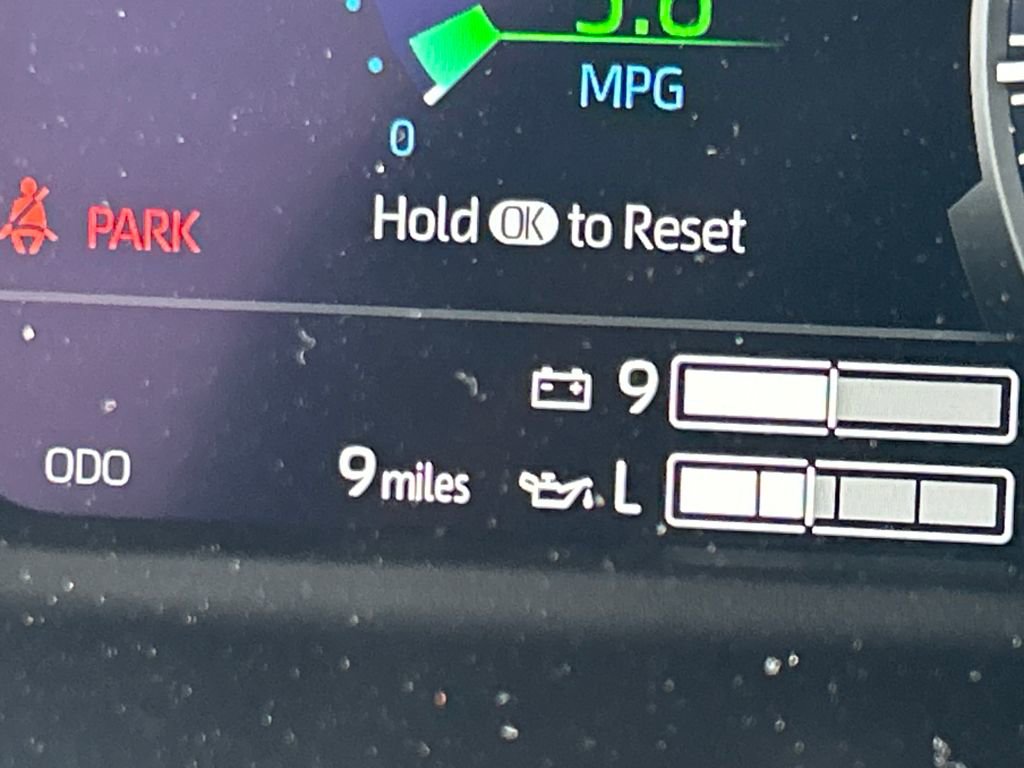 MPG
0
PARK
Hold OK to Reset
9
ODO 9 miles L